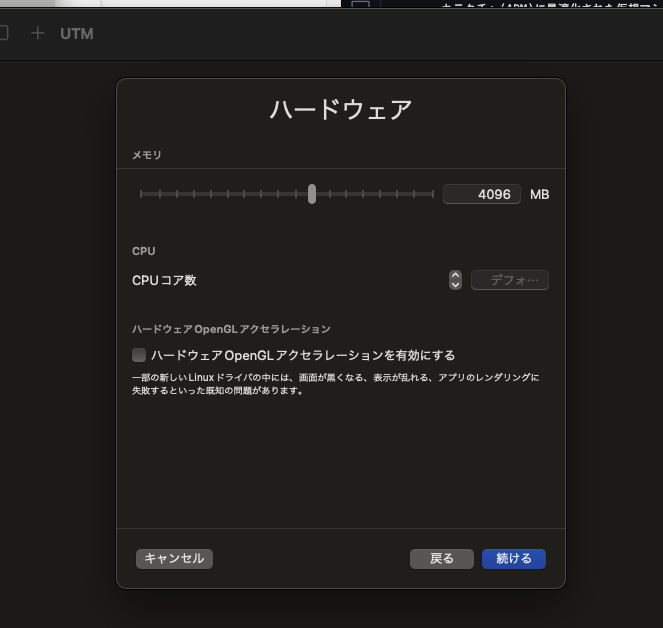 UTM
ハードウェア
メモリ
4096 MB
CPU
CPUコア数
デフォ…
ハードウェアOpenGLアクセラレーション
ハードウェアOpenGLアクセラレーションを有効にする
一部の新しいLinuxドライバの中には、画面が黒くなる、表示が乱れる、アプリのレンダリングに
失敗するといった既知の問題があります。
キャンセル
戻る
続ける